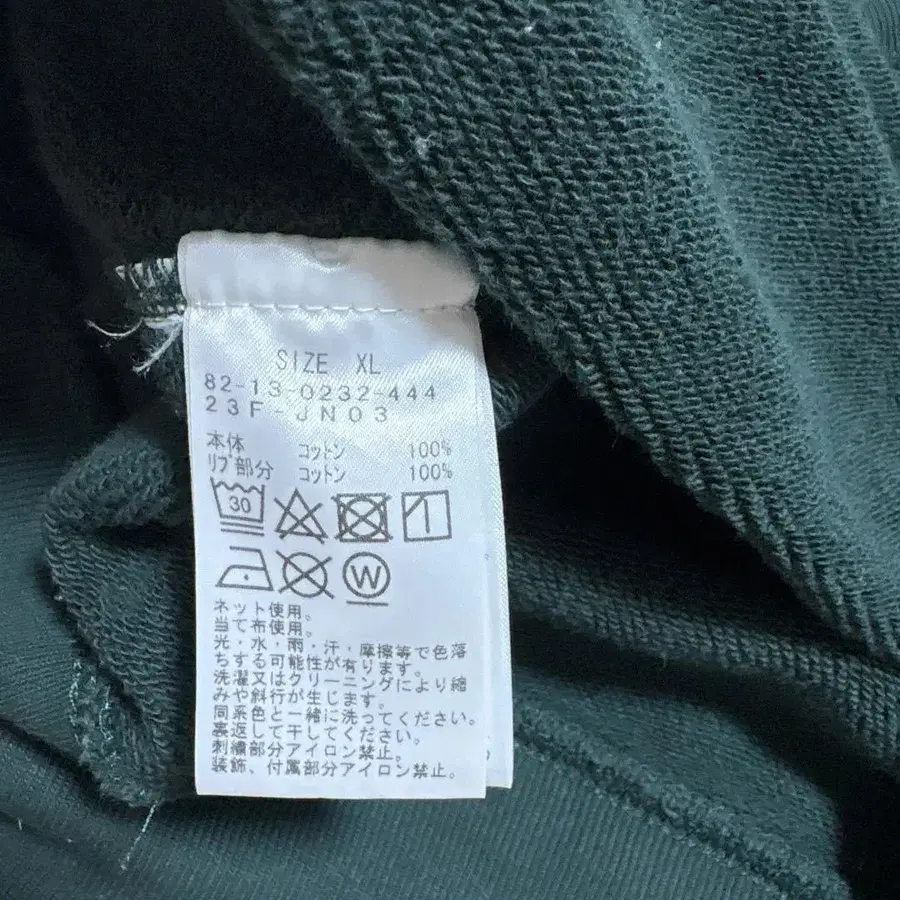 SIZE XL
82-13-0232-444
23F-JN03
本体 コットン 100%
リブ部分 コットン 100%
30
W
ネット使用。
当て布使用。
光・水・雨・汗・摩擦等で色落
ちする可能性が有ります。
洗濯又はクリーニングにより縮
みや斜行が生じます。
同系色と一緒に洗ってください。
裏返して干してください。
刺繍部分アイロン禁止。
装飾、付属部分アイロン禁止。